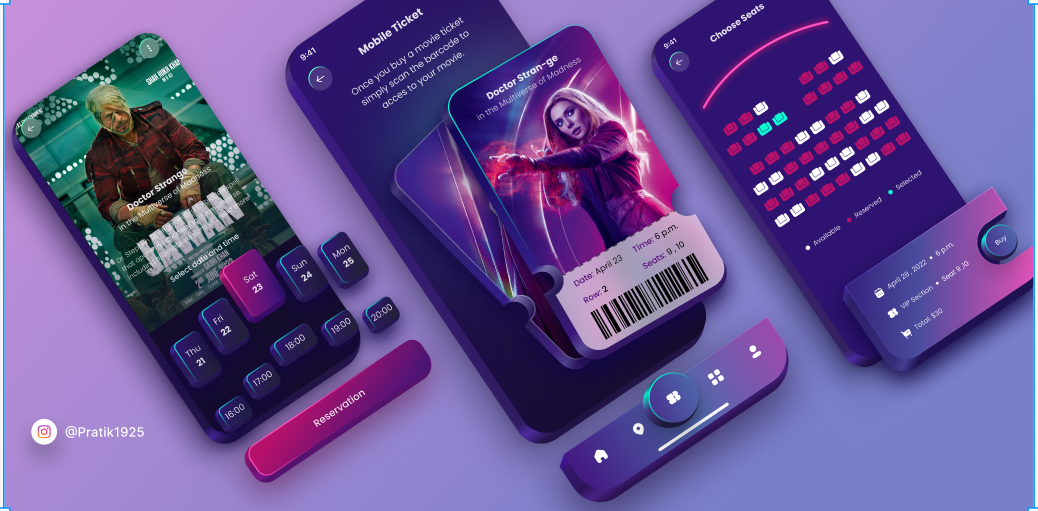 SHAH RUKH KHAN
Doctor Strange
in the Multiverse of Madness
JAWAN
Select date and time
Thu
21
Fri
22
Sat
23
Sun
24
Mon
25
16:00
17:00
18:00
19:00
20:00
Reservation
@Pratik1925
9:41
Mobile Ticket
Once you buy a movie ticket
simply scan the barcode to
acces to your movie.
Doctor Stran-ge
in the Multiverse of Madness
Date: April 23
Time: 6 p.m.
Row: 2
Seats: 9 ,10
9:41
Choose Seats
Available
Reserved
Selected
April 28, 2022 • 6 p.m.
VIP Section • Seat 9 ,10
Total: $30
Buy